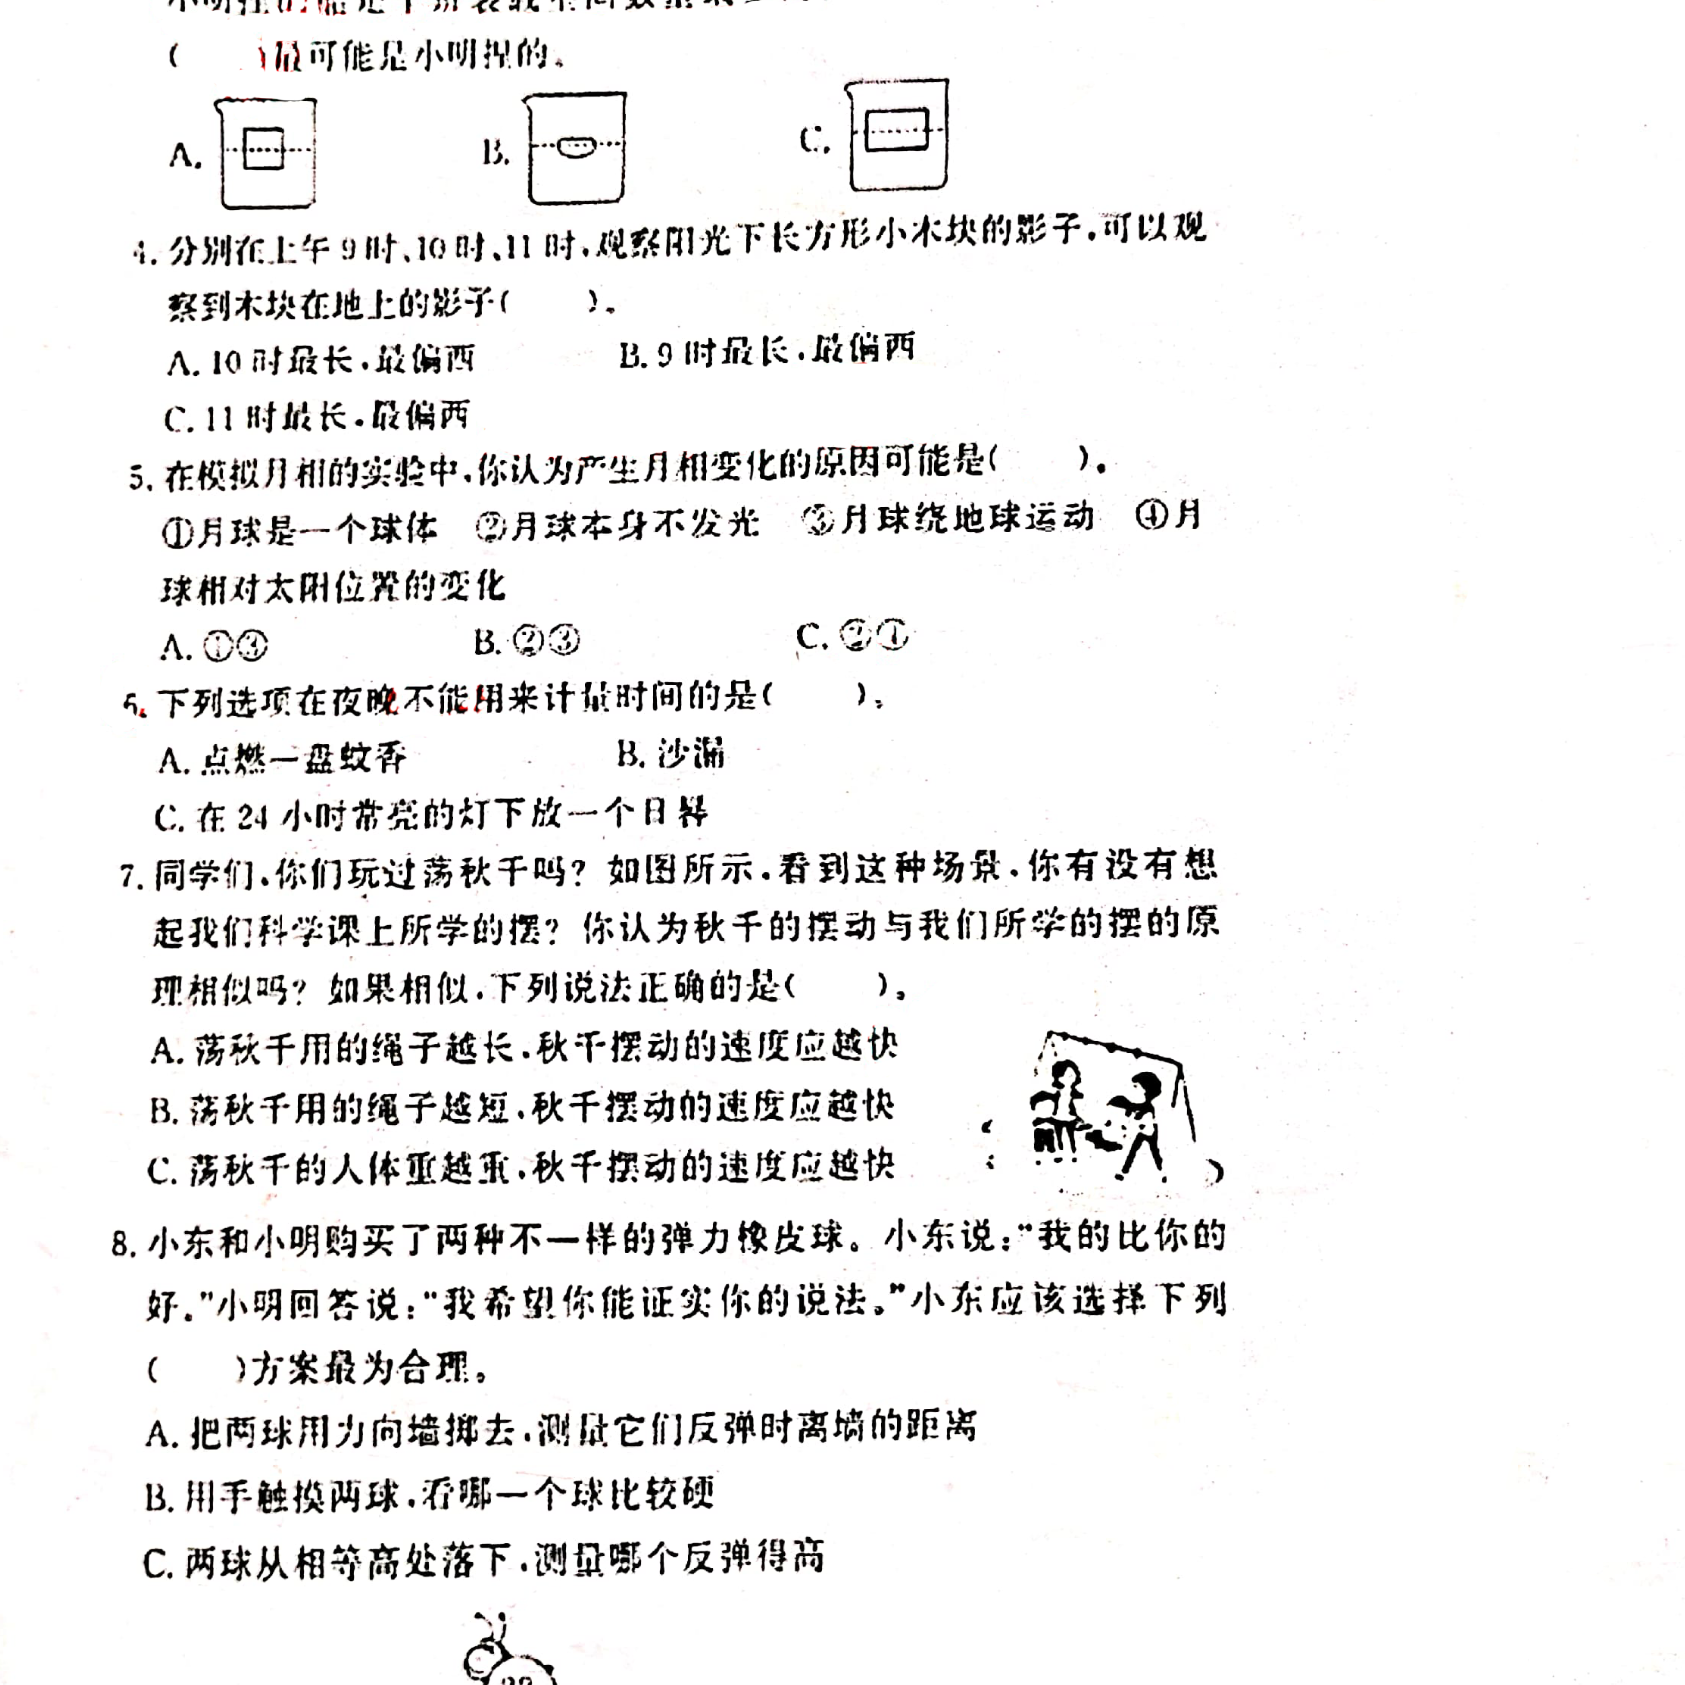 ( )最可能是小明捏的。
A. B. C.
4. 分别在上午 9 时、10 时、11 时,观察阳光下长方形小木块的影子,可以观
察到木块在地上的影子( )。
A. 10 时最长,最偏西 B. 9 时最长,最偏西
C. 11 时最长,最偏西
5. 在模拟月相的实验中,你认为产生月相变化的原因可能是( )。
①月球是一个球体 ②月球本身不发光 ③月球绕地球运动 ④月
球相对太阳位置的变化
A. ①③ B. ②③ C. ②④
6. 下列选项在夜晚不能用来计量时间的是( )。
A. 点燃一盘蚊香 B. 沙漏
C. 在 24 小时常亮的灯下放一个日晷
7. 同学们,你们玩过荡秋千吗? 如图所示,看到这种场景,你有没有想
起我们科学课上所学的摆? 你认为秋千的摆动与我们所学的摆的原
理相似吗? 如果相似,下列说法正确的是( )。
A. 荡秋千用的绳子越长,秋千摆动的速度应越快
B. 荡秋千用的绳子越短,秋千摆动的速度应越快
C. 荡秋千的人体重越重,秋千摆动的速度应越快
8. 小东和小明购买了两种不一样的弹力橡皮球。小东说:“我的比你的
好。”小明回答说:“我希望你能证实你的说法。”小东应该选择下列
( )方案最为合理。
A. 把两球用力向墙掷去,测量它们反弹时离墙的距离
B. 用手触摸两球,看哪一个球比较硬
C. 两球从相等高处落下,测量哪个反弹得高